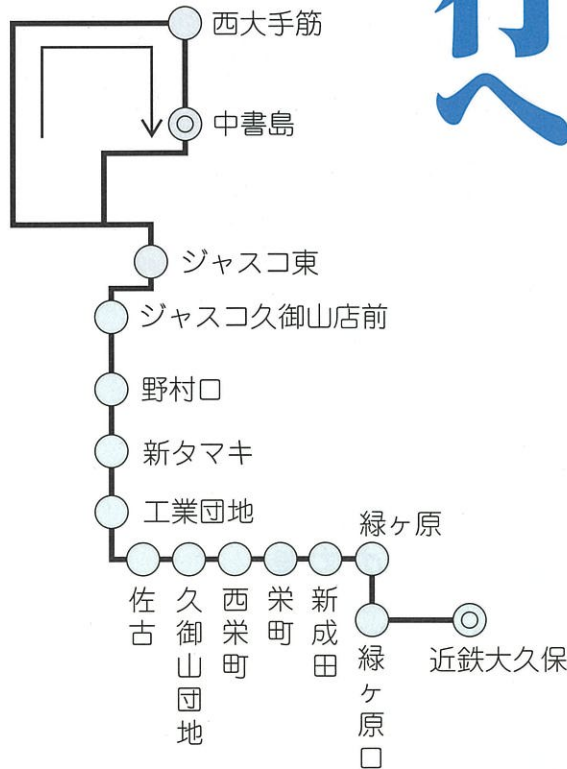 行へ
西大手筋
中書島
ジャスコ東
ジャスコ久御山店前
野村口
新タマキ
工業団地
佐古
久御山団地
西栄町
栄町
新成田
緑ヶ原
緑ヶ原口
近鉄大久保